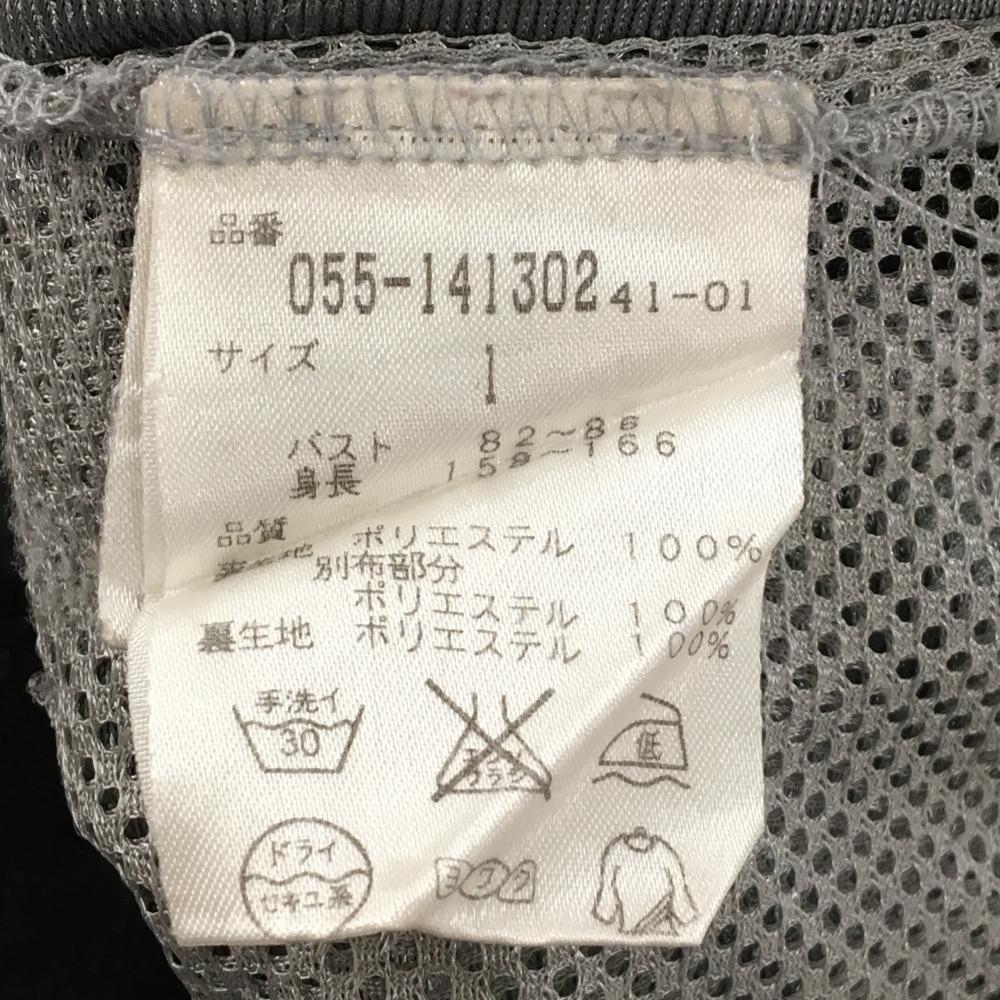 品番
055-141302 41-01
サイズ 1
バスト 82~86
身長 158~166
品質
ポリエステル 100%
別布部分
ポリエステル 100%
裏生地 ポリエステル 100%
手洗イ
30
低
ドライ
セキユ系
ヨワク